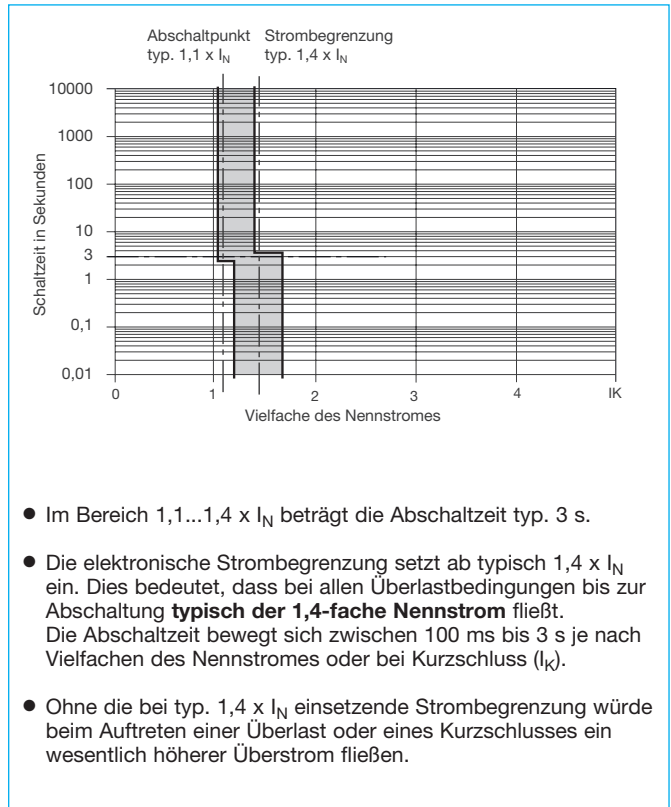 Abschaltpunkt
typ. 1,1 x IN
Strombegrenzung
typ. 1,4 x IN
10000
1000
100
10
3
1
0,1
0,01
Schaltzeit in Sekunden
0
1
2
3
4
IK
Vielfache des Nennstromes
● Im Bereich 1,1...1,4 x IN beträgt die Abschaltzeit typ. 3 s.
● Die elektronische Strombegrenzung setzt ab typisch 1,4 x IN
ein. Dies bedeutet, dass bei allen Überlastbedingungen bis zur
Abschaltung typisch der 1,4-fache Nennstrom fließt.
Die Abschaltzeit bewegt sich zwischen 100 ms bis 3 s je nach
Vielfachen des Nennstromes oder bei Kurzschluss (IK).
● Ohne die bei typ. 1,4 x IN einsetzende Strombegrenzung würde
beim Auftreten einer Überlast oder eines Kurzschlusses ein
wesentlich höherer Überstrom fließen.